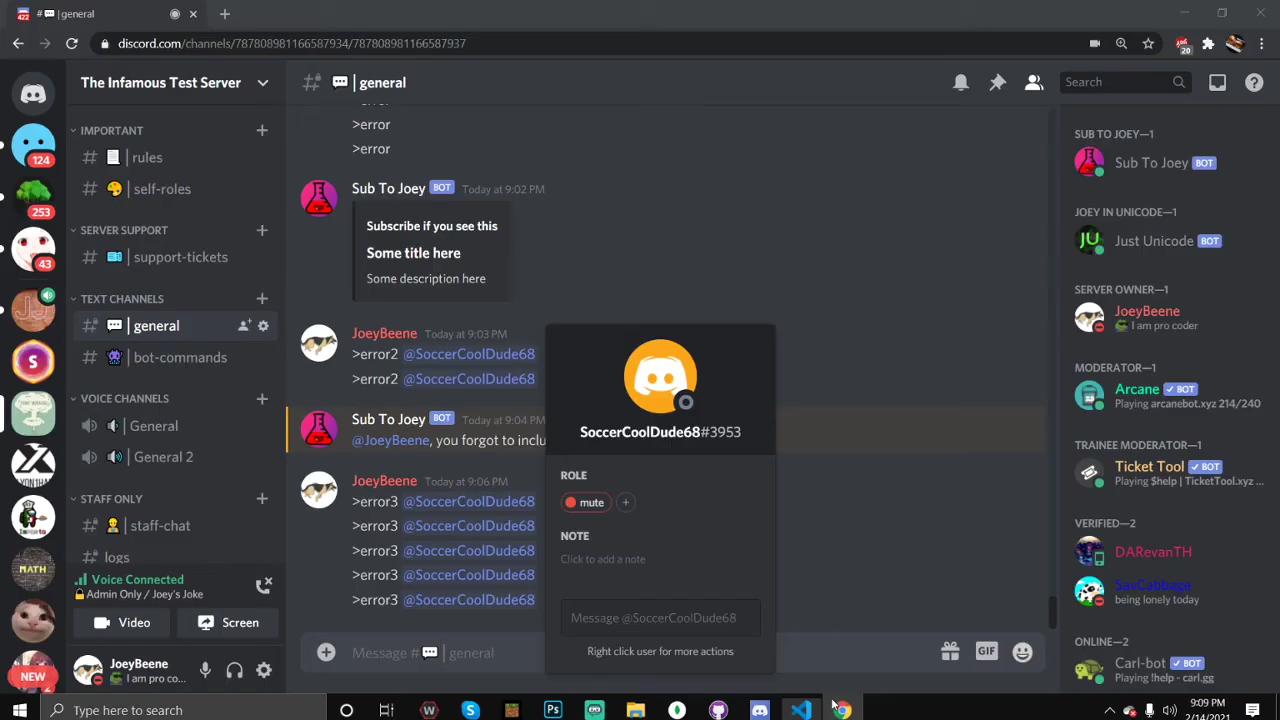 # 💬 | general
discord.com/channels/787808981166587934/787808981166587937
20
The Infamous Test Server
# 💬 | general
Search
124
253
43
NEW
IMPORTANT
# 📃 | rules
# 🎨 | self-roles
SERVER SUPPORT
# 🎟 | support-tickets
TEXT CHANNELS
# 💬 | general
# 👾 | bot-commands
VOICE CHANNELS
🔈 | General
🔊 | General 2
STAFF ONLY
# | staff-chat
logs
Voice Connected
🔒 Admin Only / Joey's Joke
Video
Screen
JoeyBeene
I am pro co...
>error
>error
Sub To Joey BOT Today at 9:02 PM
Subscribe if you see this
Some title here
Some description here
JoeyBeene Today at 9:03 PM
>error2 @SoccerCoolDude68
>error2 @SoccerCoolDude68
Sub To Joey BOT Today at 9:04 PM
@JoeyBeene, you forgot to inclu
JoeyBeene Today at 9:06 PM
>error3 @SoccerCoolDude68
>error3 @SoccerCoolDude68
>error3 @SoccerCoolDude68
>error3 @SoccerCoolDude68
>error3 @SoccerCoolDude68
Message # 💬 | general
GIF
SoccerCoolDude68#3953
ROLE
mute +
NOTE
Click to add a note
Message @SoccerCoolDude68
Right click user for more actions
SUB TO JOEY—1
Sub To Joey BOT
JOEY IN UNICODE—1
Just Unicode BOT
SERVER OWNER—1
JoeyBeene
I am pro coder
MODERATOR—1
Arcane ✓ BOT
Playing arcanebot.xyz 214/240
TRAINEE MODERATOR—1
Ticket Tool ✓ BOT
Playing $help | TicketTool.xyz ...
VERIFIED—2
DARevanTH
SavCabbage
being lonely today
ONLINE—2
Carl-bot ✓ BOT
Playing !help - carl.gg
Type here to search
9:09 PM
2/14/2021